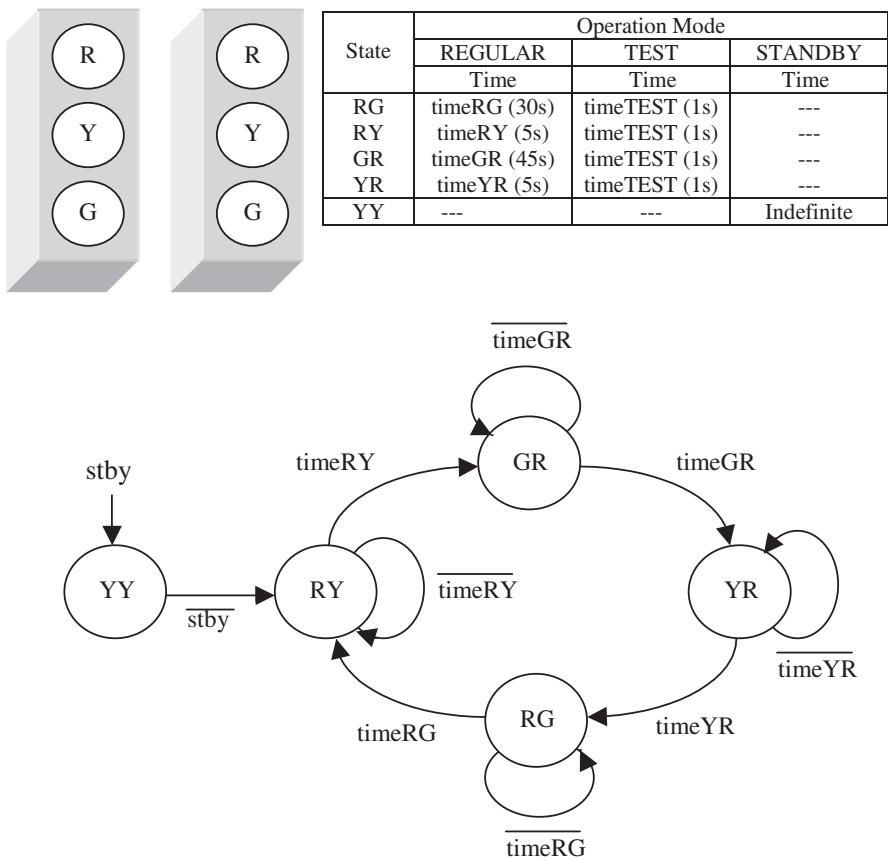 R R
Y Y
G G
Operation Mode
State REGULAR TEST STANDBY
Time Time Time
RG timeRG (30s) timeTEST (1s) ---
RY timeRY (5s) timeTEST (1s) ---
GR timeGR (45s) timeTEST (1s) ---
YR timeYR (5s) timeTEST (1s) ---
YY --- --- Indefinite
timeGR
timeRY GR timeGR
stby
YY RY timeRY YR
stby
timeYR
timeRG RG timeYR
timeRG